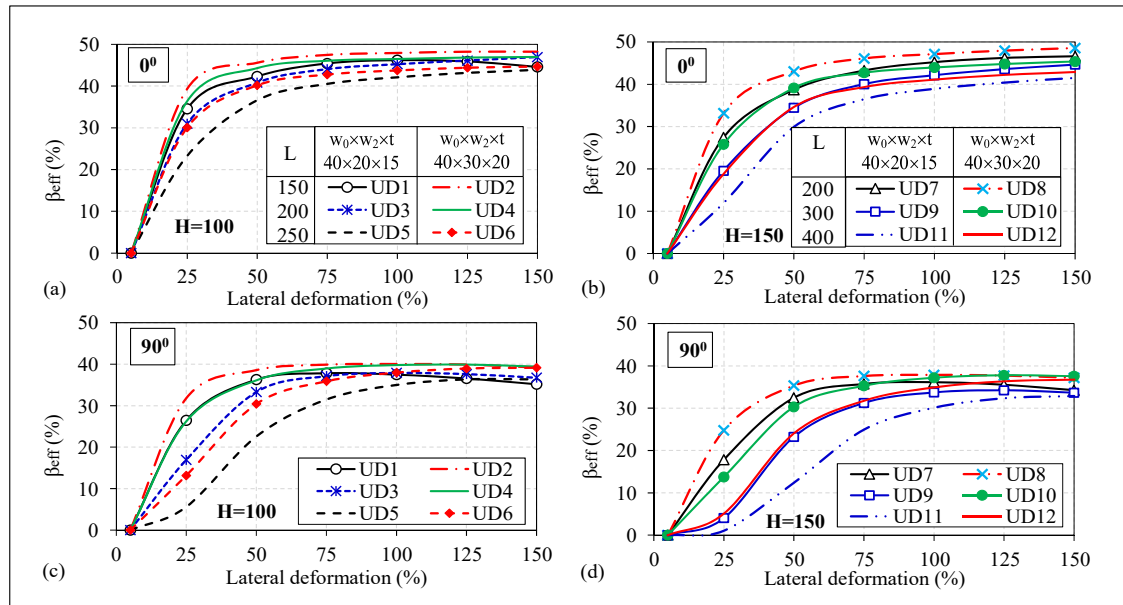 0⁰
βeff (%)
50
40
30
20
10
0
L
w₀×w₂×t
40×20×15
w₀×w₂×t
40×30×20
150
UD1
UD2
200
UD3
UD4
250
UD5
UD6
H=100
0 25 50 75 100 125 150
(a)
Lateral deformation (%)
0⁰
βeff (%)
50
40
30
20
10
0
L
w₀×w₂×t
40×20×15
w₀×w₂×t
40×30×20
200
UD7
UD8
300
UD9
UD10
400
UD11
UD12
H=150
0 25 50 75 100 125 150
(b)
Lateral deformation (%)
90⁰
βeff (%)
50
40
30
20
10
0
UD1 UD2
UD3 UD4
UD5 UD6
H=100
0 25 50 75 100 125 150
(c)
Lateral deformation (%)
90⁰
βeff (%)
50
40
30
20
10
0
UD7 UD8
UD9 UD10
UD11 UD12
H=150
0 25 50 75 100 125 150
(d)
Lateral deformation (%)